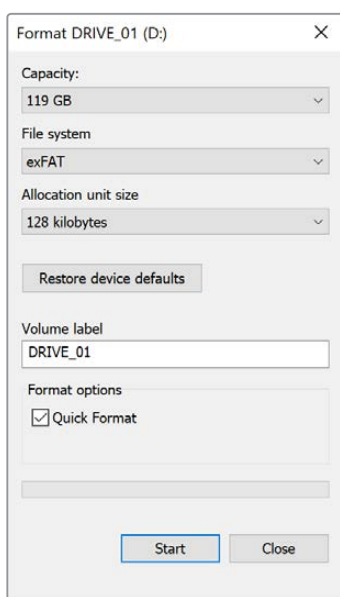 Format DRIVE_01 (D:)
Capacity:
119 GB
File system
exFAT
Allocation unit size
128 kilobytes
Restore device defaults
Volume label
DRIVE_01
Format options
Quick Format
Start Close